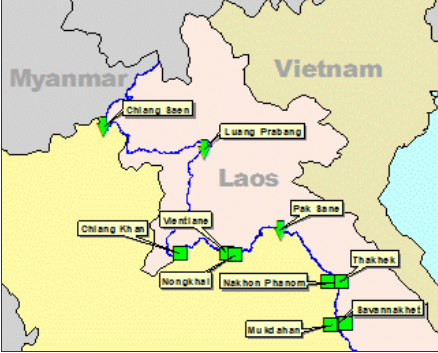 Myanmar
Vietnam
Chiang Saen
Luang Prabang
Laos
Pak Sane
Vientiane
Chiang Khan
Thakhek
Nongkhai
Nakhon Phanom
Savannakhet
Mukdahan